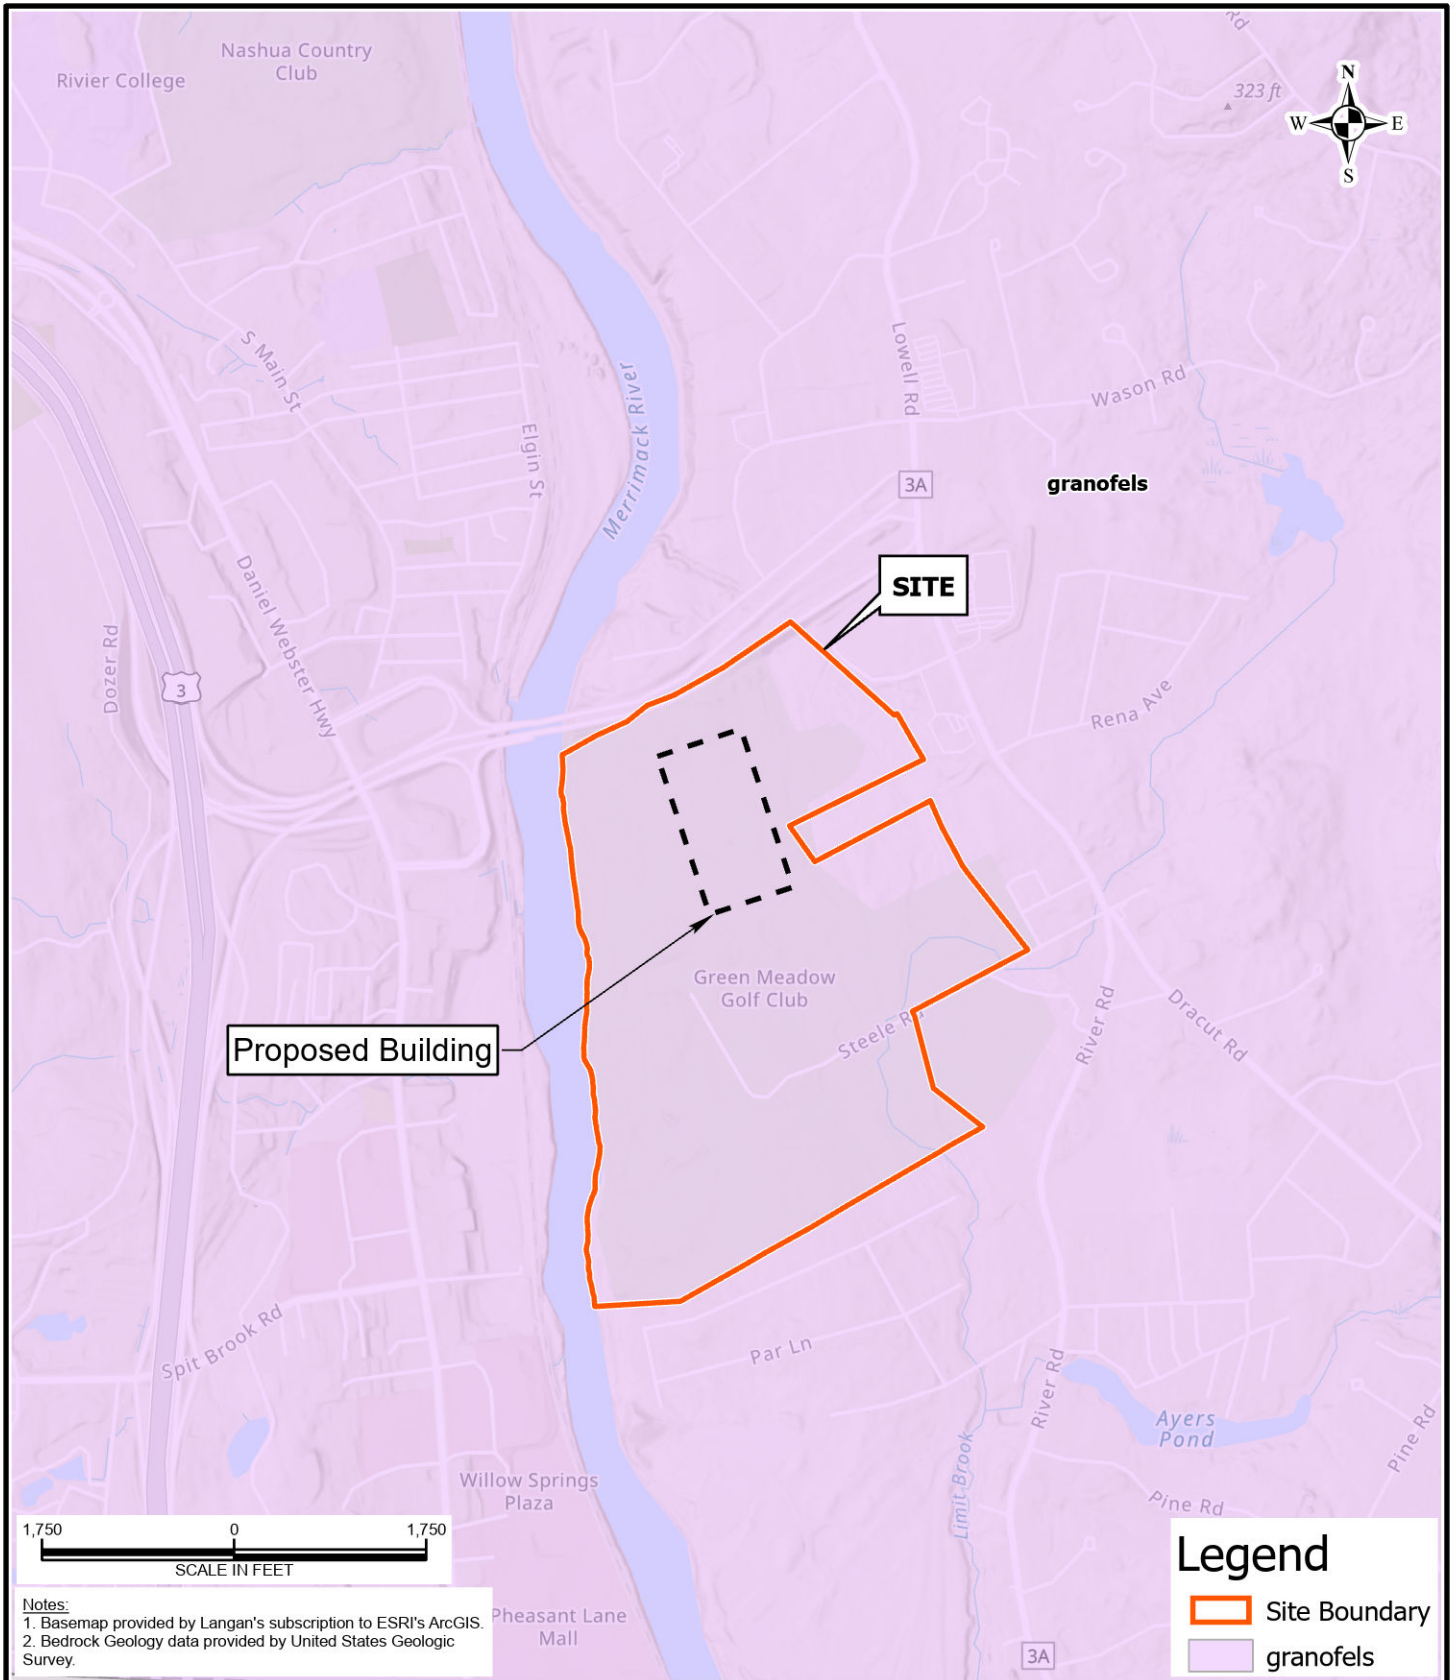 Nashua Country
Club
Rivier College
Rd
323 ft
N
W
E
S
S Main St
Lowell Rd
Wason Rd
Merrimack River
Elgin St
3A
granofels
SITE
Daniel Webster Hwy
Dozer Rd
3
Rena Ave
Green Meadow
Golf Club
Steele Rd
River Rd
Dracut Rd
Proposed Building
Spit Brook Rd
Par Ln
River Rd
Ayers
Pond
Pine Rd
Limit Brook
Willow Springs
Plaza
Pine Rd
1,750
0
1,750
SCALE IN FEET
Notes:
1. Basemap provided by Langan's subscription to ESRI's ArcGIS.
2. Bedrock Geology data provided by United States Geologic
Survey.
Pheasant Lane
Mall
3A
Legend
Site Boundary
granofels